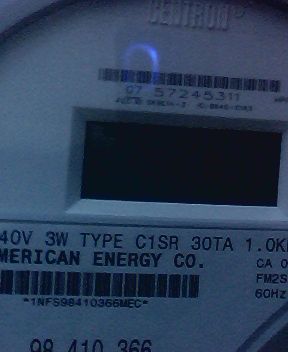 CENTRON®
07 57245311
40V 3W TYPE C1SR 30TA 1.0K
MERICAN ENERGY CO.
CA 0
FM2S
60Hz
*1NFS98410366MEC*
98 410 366